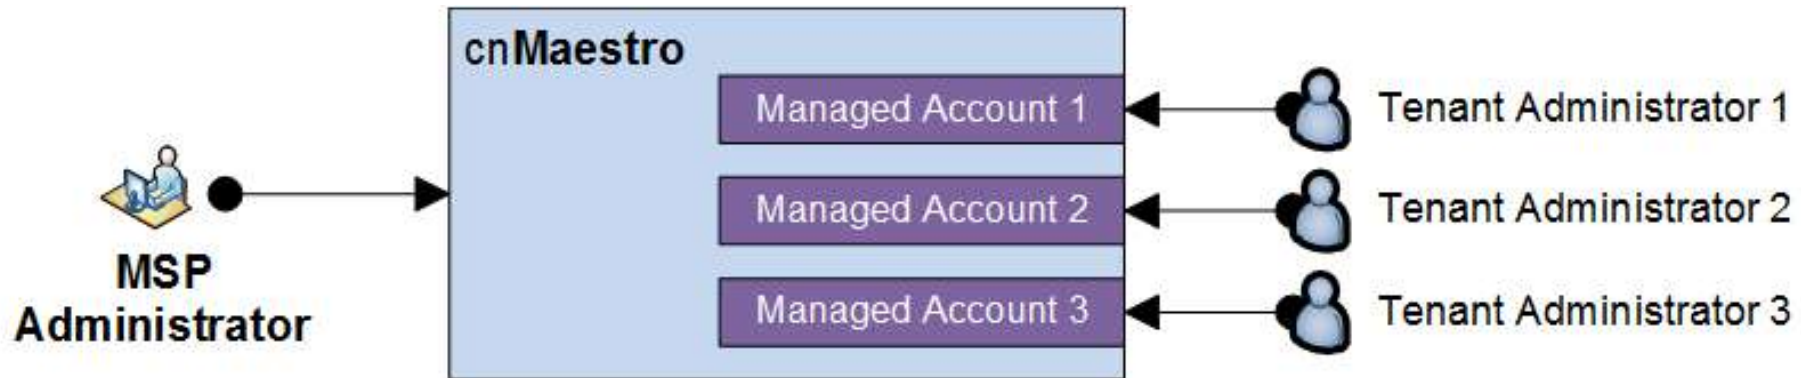 cnMaestro
Managed Account 1
Tenant Administrator 1
Managed Account 2
Tenant Administrator 2
MSP
Administrator
Managed Account 3
Tenant Administrator 3